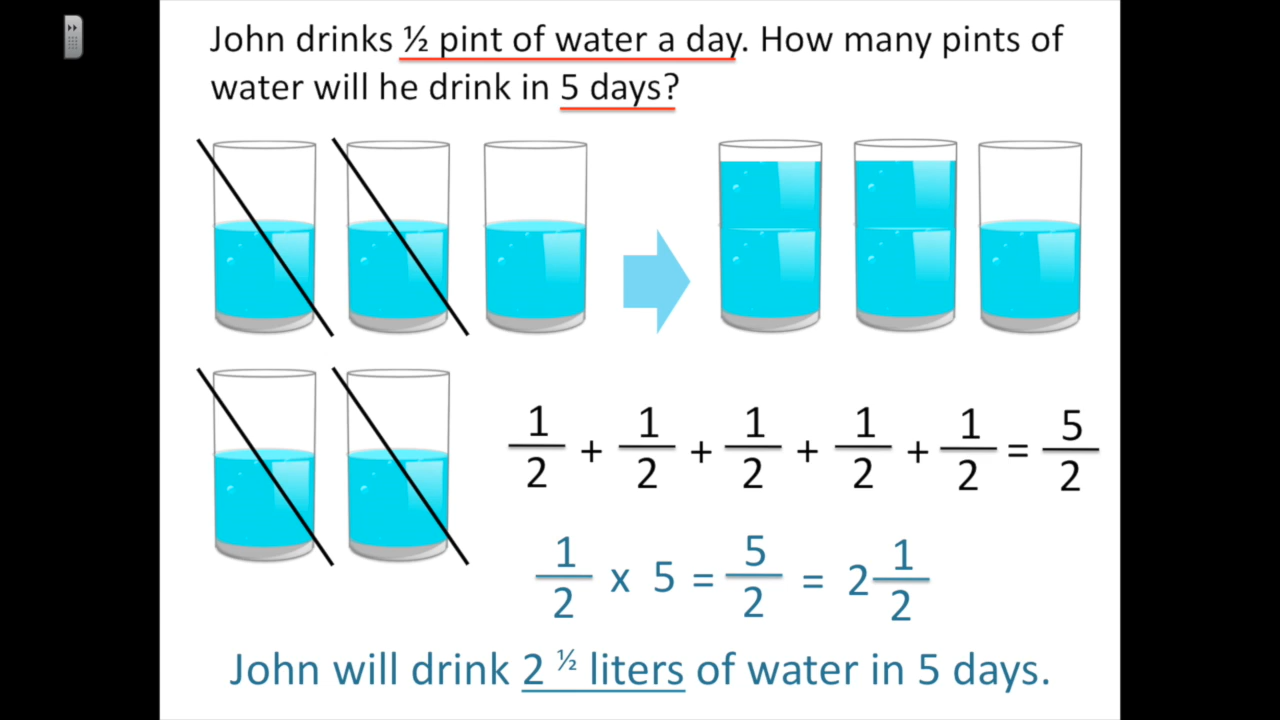 John drinks ½ pint of water a day. How many pints of
water will he drink in 5 days?
1/2 + 1/2 + 1/2 + 1/2 + 1/2 = 5/2
1/2 x 5 = 5/2 = 2 1/2
John will drink 2 ½ liters of water in 5 days.